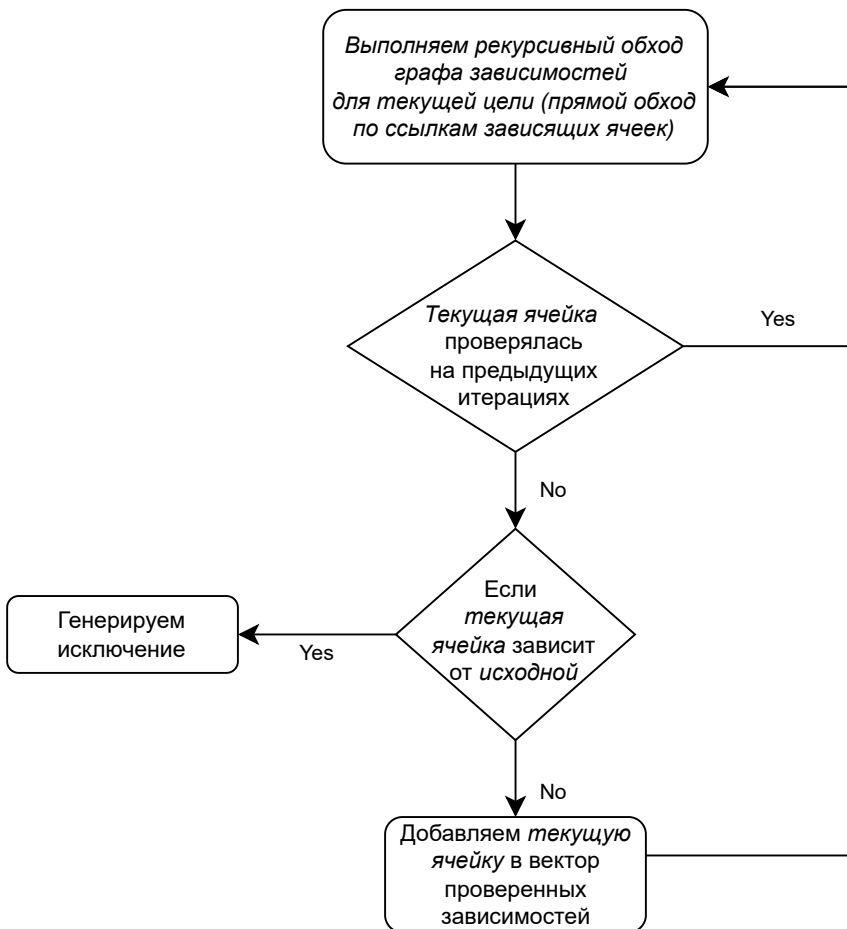 Выполняем рекурсивный обход
графа зависимостей
для текущей цели (прямой обход
по ссылкам зависящих ячеек)
Текущая ячейка
проверялась
на предыдущих
итерациях
Yes
No
Если
текущая
ячейка зависит
от исходной
Генерируем
исключение
Yes
No
Добавляем текущую
ячейку в вектор
проверенных
зависимостей